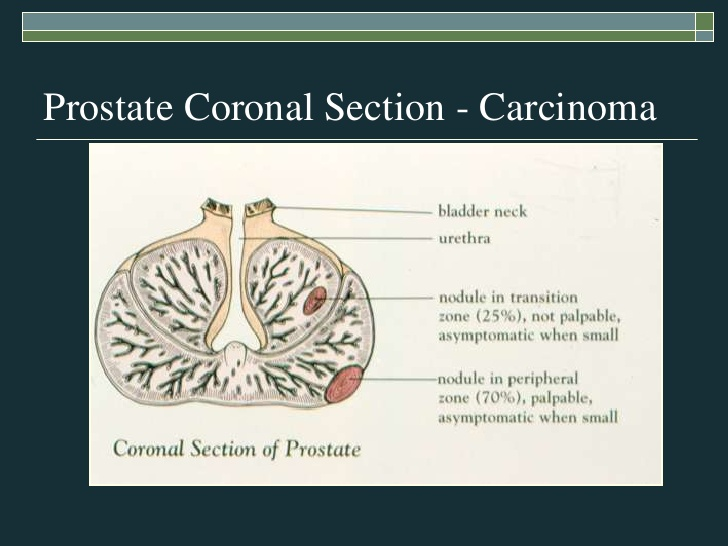 Prostate Coronal Section - Carcinoma
bladder neck
urethra
nodule in transition
zone (25%), not palpable,
asymptomatic when small
nodule in peripheral
zone (70%), palpable,
asymptomatic when small
Coronal Section of Prostate